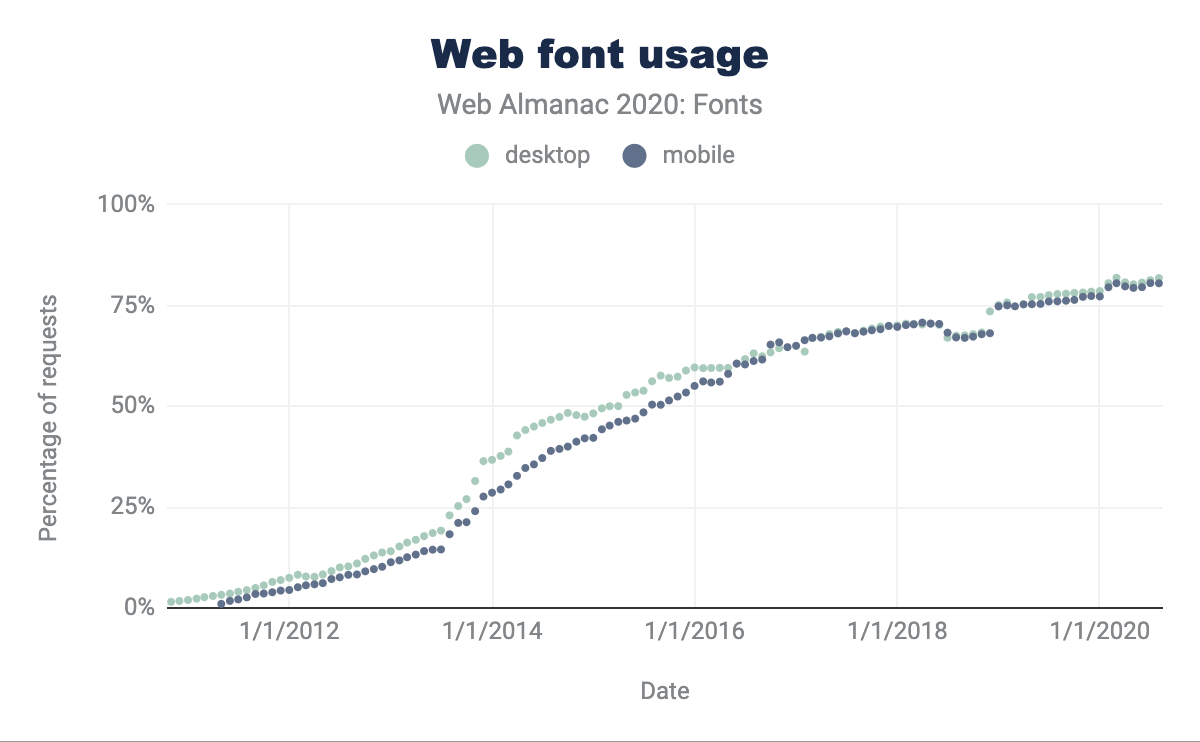 Web font usage
Web Almanac 2020: Fonts
desktop mobile
100%
75%
50%
25%
0%
Percentage of requests
1/1/2012 1/1/2014 1/1/2016 1/1/2018 1/1/2020
Date